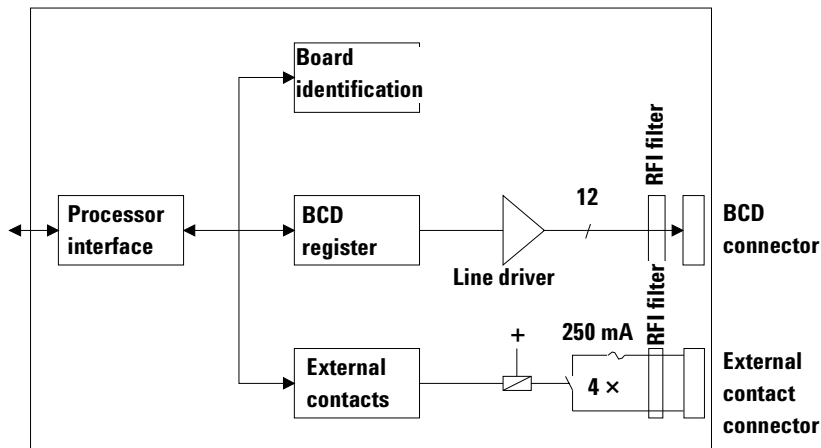 Board
identification
RFI filter
12
Processor
interface
BCD
register
BCD
connector
Line driver
RFI filter
+
250 mA
External
contacts
4 ×
External
contact
connector